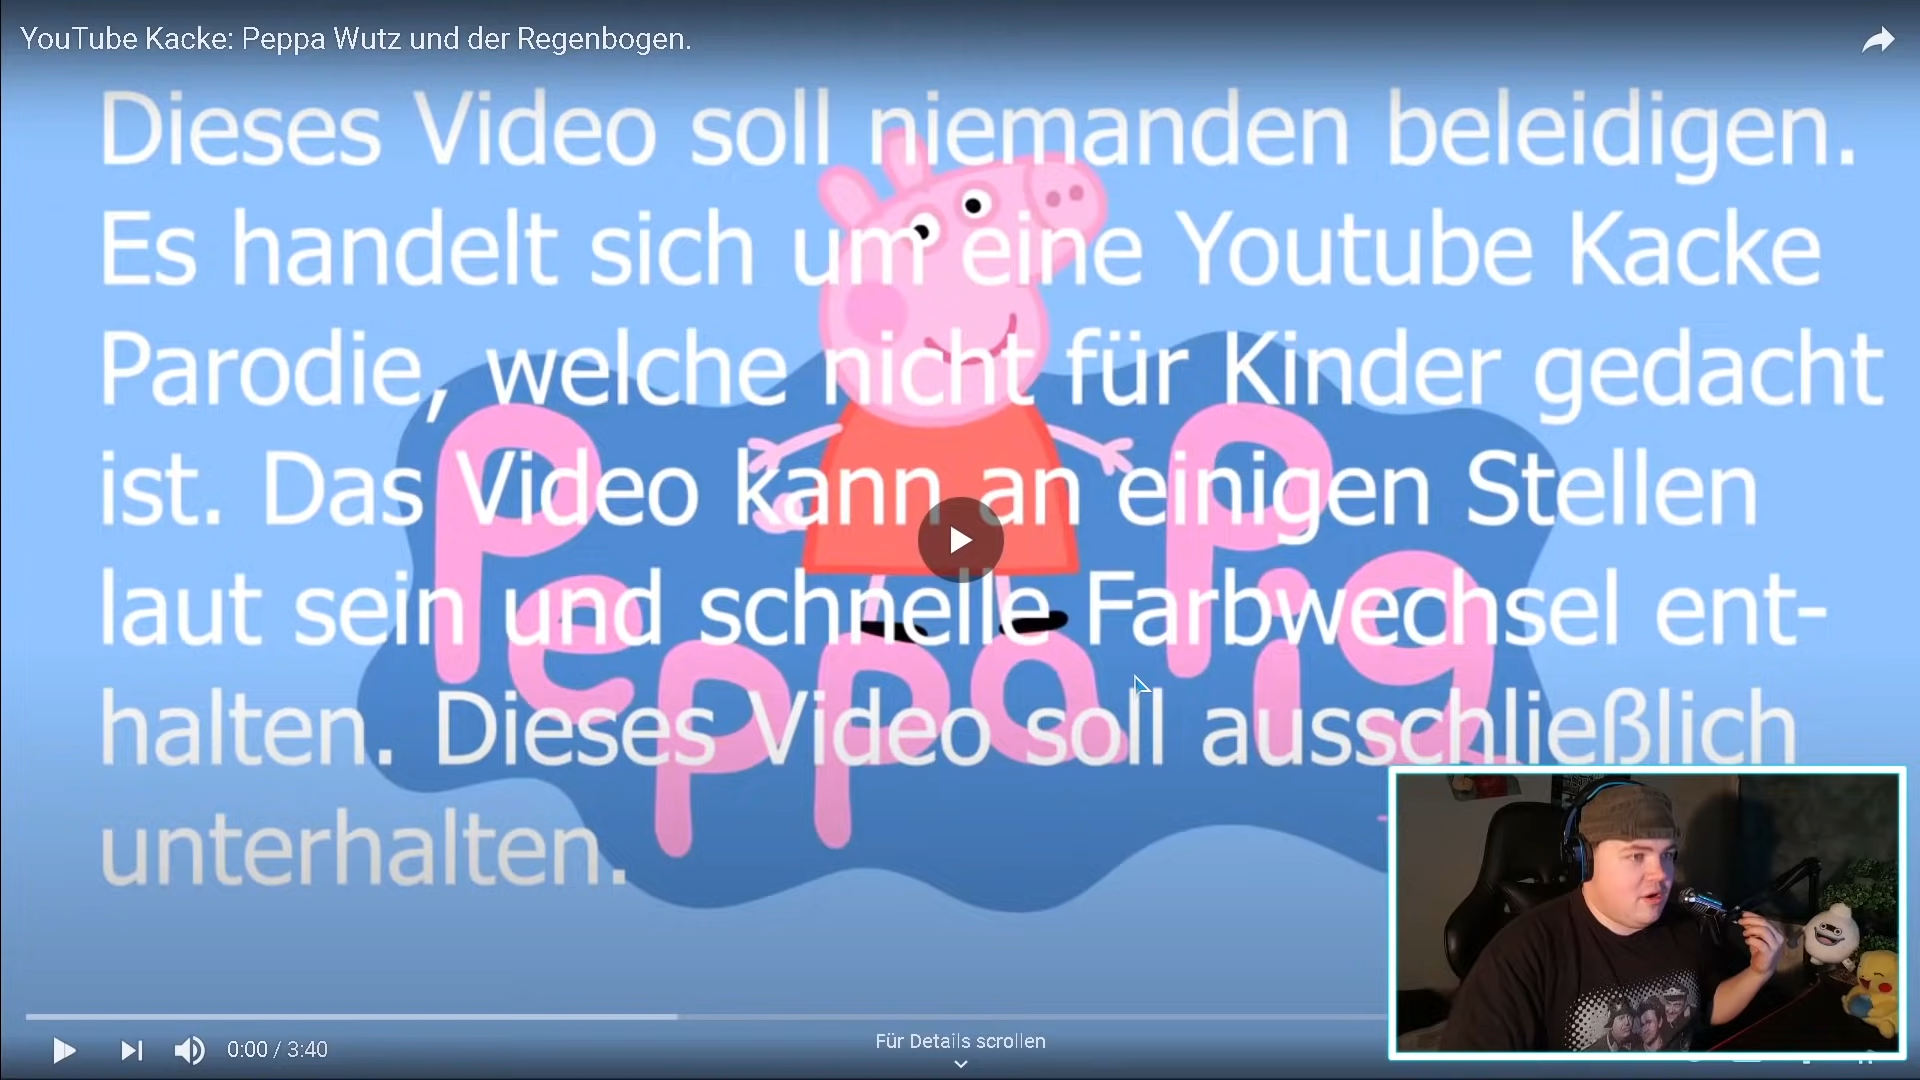 YouTube Kacke: Peppa Wutz und der Regenbogen.
Dieses Video soll niemanden beleidigen.
Es handelt sich um eine Youtube Kacke
Parodie, welche nicht für Kinder gedacht
ist. Das Video kann an einigen Stellen
laut sein und schnelle Farbwechsel ent-
halten. Dieses Video soll ausschließlich
unterhalten.
Peppa Pig
0:00 / 3:40
Für Details scrollen